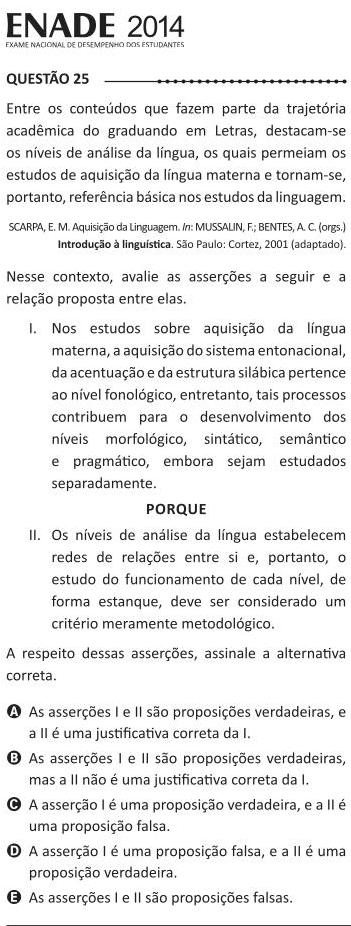 ENADE 2014
EXAME NACIONAL DE DESEMPENHO DOS ESTUDANTES
QUESTÃO 25
Entre os conteúdos que fazem parte da trajetória
acadêmica do graduando em Letras, destacam-se
os níveis de análise da língua, os quais permeiam os
estudos de aquisição da língua materna e tornam-se,
portanto, referência básica nos estudos da linguagem.
SCARPA, E. M. Aquisição da Linguagem. In: MUSSALIN, F.; BENTES, A. C. (orgs.)
Introdução à linguística. São Paulo: Cortez, 2001 (adaptado).
Nesse contexto, avalie as asserções a seguir e a
relação proposta entre elas.
I. Nos estudos sobre aquisição da língua
materna, a aquisição do sistema entonacional,
da acentuação e da estrutura silábica pertence
ao nível fonológico, entretanto, tais processos
contribuem para o desenvolvimento dos
níveis morfológico, sintático, semântico
e pragmático, embora sejam estudados
separadamente.
PORQUE
II. Os níveis de análise da língua estabelecem
redes de relações entre si e, portanto, o
estudo do funcionamento de cada nível, de
forma estanque, deve ser considerado um
critério meramente metodológico.
A respeito dessas asserções, assinale a alternativa
correta.
A As asserções I e II são proposições verdadeiras, e
a II é uma justificativa correta da I.
B As asserções I e II são proposições verdadeiras,
mas a II não é uma justificativa correta da I.
C A asserção I é uma proposição verdadeira, e a II é
uma proposição falsa.
D A asserção I é uma proposição falsa, e a II é uma
proposição verdadeira.
E As asserções I e II são proposições falsas.